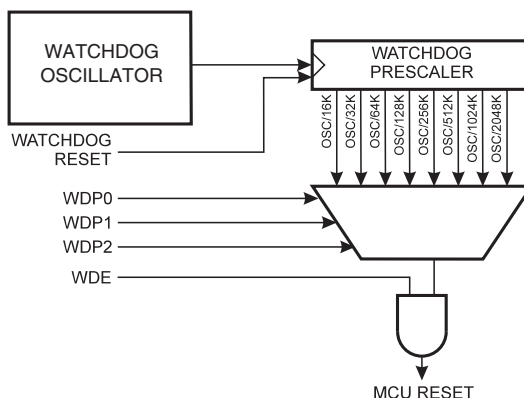 WATCHDOG
OSCILLATOR
WATCHDOG
PRESCALER
WATCHDOG
RESET
OSC/16K
OSC/32K
OSC/64K
OSC/128K
OSC/256K
OSC/512K
OSC/1024K
OSC/2048K
WDP0
WDP1
WDP2
WDE
MCU RESET